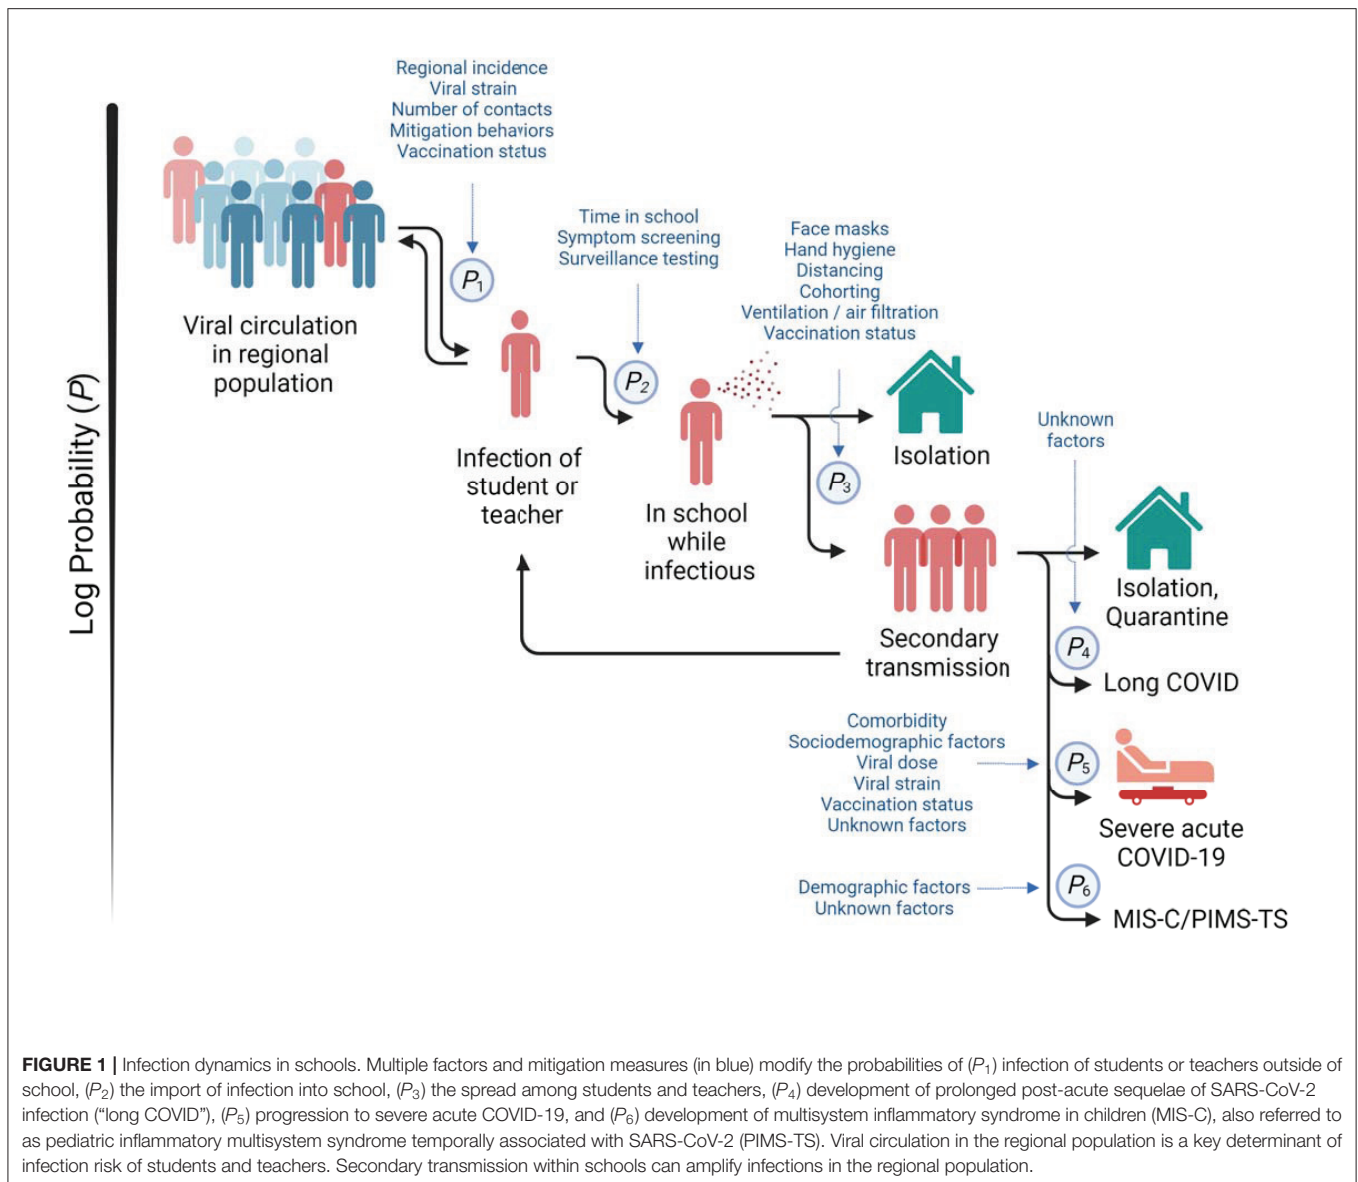 Regional incidence
Viral strain
Number of contacts
Mitigation behaviors
Vaccination status
P1
Viral circulation
in regional
population
Log Probability (P)
Time in school
Symptom screening
Surveillance testing
P2
Infection of
student or
teacher
Face masks
Hand hygiene
Distancing
Cohorting
Ventilation / air filtration
Vaccination status
P3
In school
while
infectious
Isolation
Secondary
transmission
Unknown
factors
Isolation,
Quarantine
P4
Long COVID
Comorbidity
Sociodemographic factors
Viral dose
Viral strain
Vaccination status
Unknown factors
P5
Severe acute
COVID-19
Demographic factors
Unknown factors
P6
MIS-C/PIMS-TS
FIGURE 1 | Infection dynamics in schools. Multiple factors and mitigation measures (in blue) modify the probabilities of (P1) infection of students or teachers outside of
school, (P2) the import of infection into school, (P3) the spread among students and teachers, (P4) development of prolonged post-acute sequelae of SARS-CoV-2
infection (“long COVID”), (P5) progression to severe acute COVID-19, and (P6) development of multisystem inflammatory syndrome in children (MIS-C), also referred to
as pediatric inflammatory multisystem syndrome temporally associated with SARS-CoV-2 (PIMS-TS). Viral circulation in the regional population is a key determinant of
infection risk of students and teachers. Secondary transmission within schools can amplify infections in the regional population.